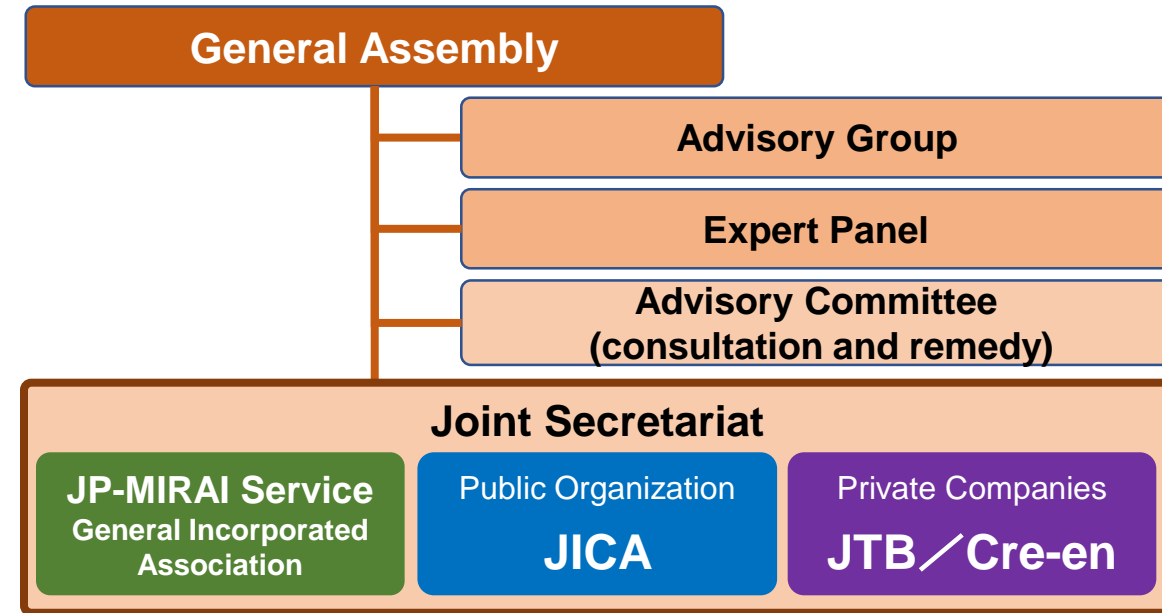 General Assembly
Advisory Group
Expert Panel
Advisory Committee
(consultation and remedy)
Joint Secretariat
JP-MIRAI Service
General Incorporated
Association
Public Organization
JICA
Private Companies
JTB／Cre-en